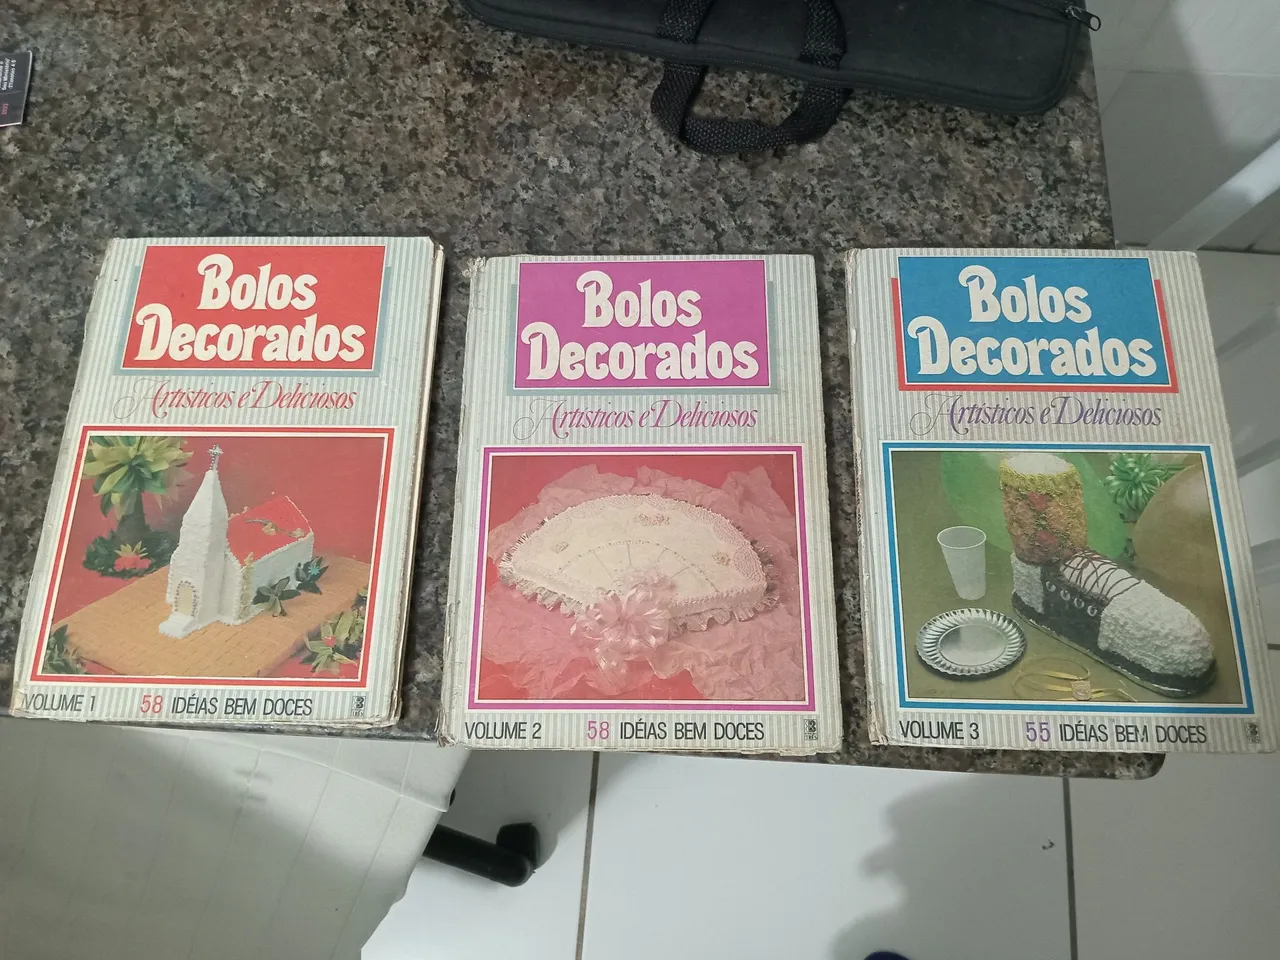 Bolos
Decorados
Artísticos e Deliciosos
VOLUME 1 58 IDÉIAS BEM DOCES
Bolos
Decorados
Artísticos e Deliciosos
VOLUME 2 58 IDÉIAS BEM DOCES
Bolos
Decorados
Artísticos e Deliciosos
VOLUME 3 55 IDÉIAS BEM DOCES